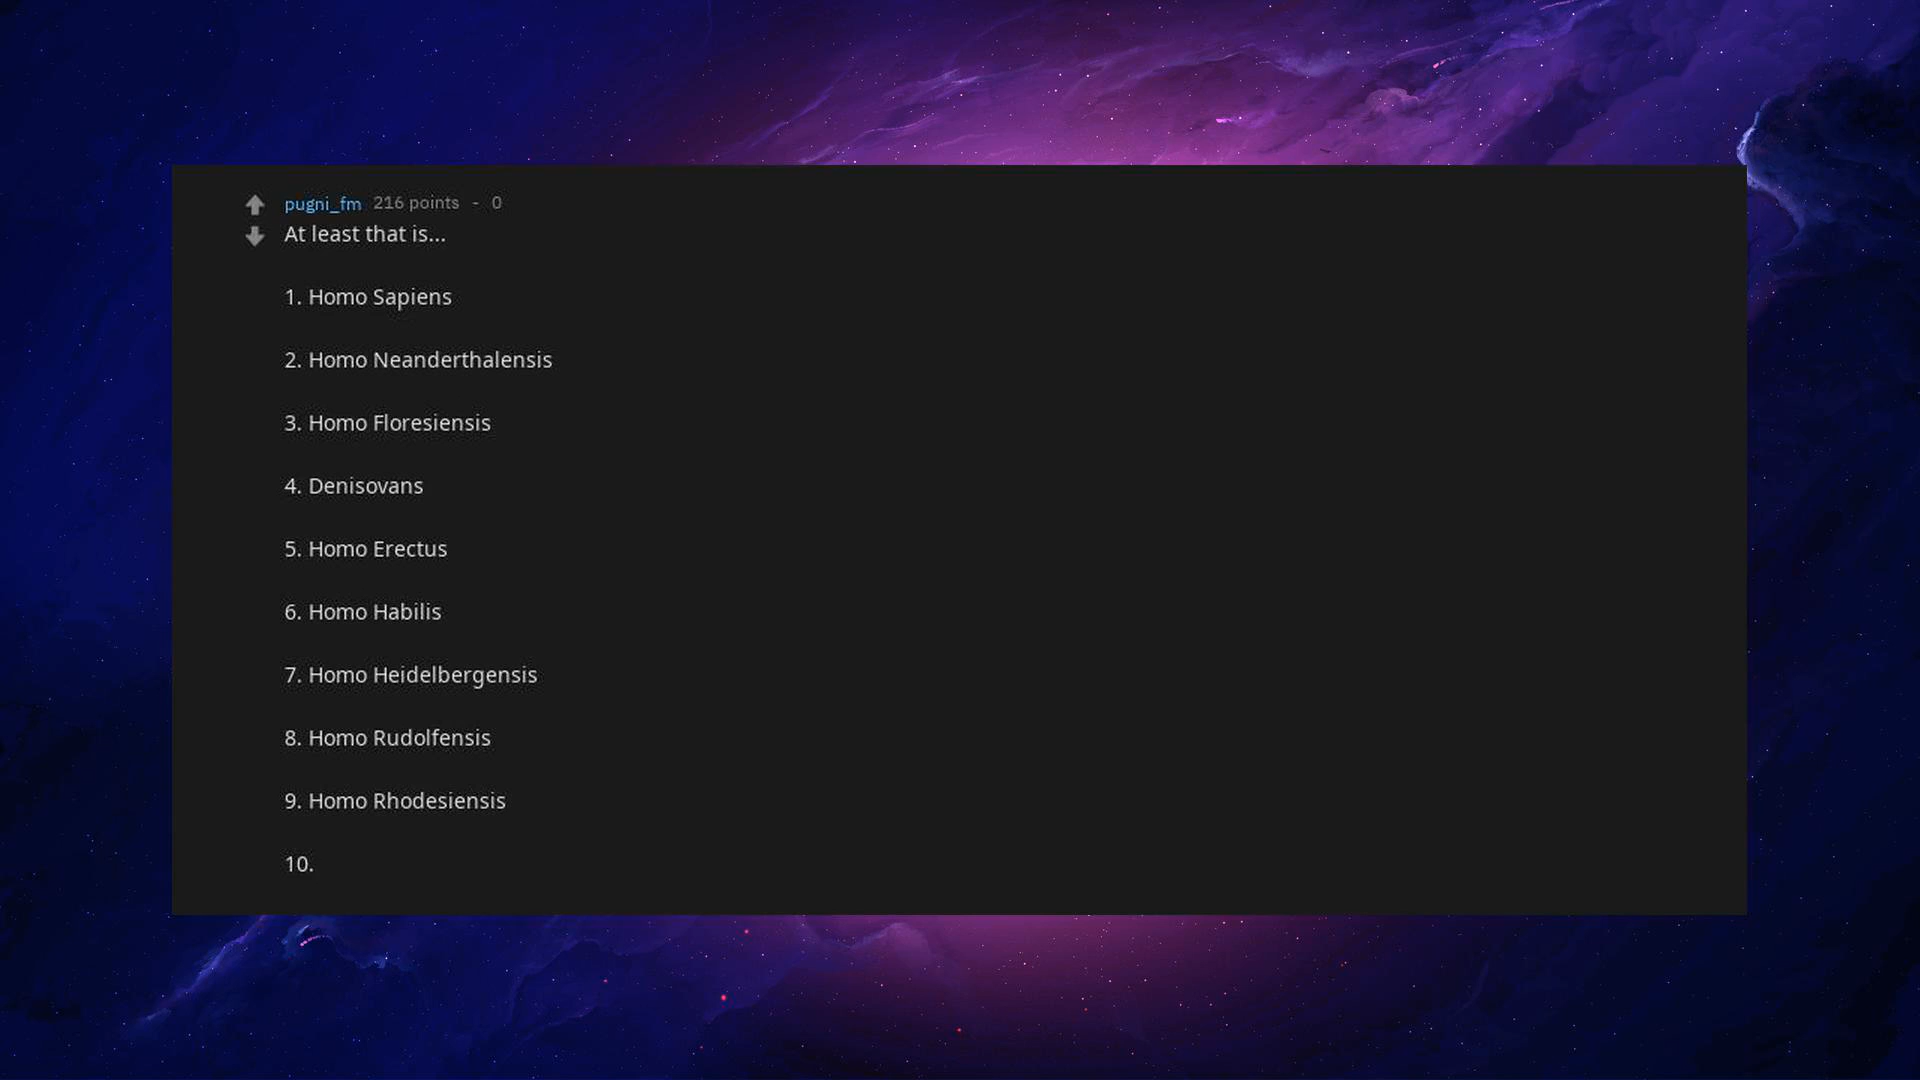 pugni_fm 216 points - 0
At least that is...
1. Homo Sapiens
2. Homo Neanderthalensis
3. Homo Floresiensis
4. Denisovans
5. Homo Erectus
6. Homo Habilis
7. Homo Heidelbergensis
8. Homo Rudolfensis
9. Homo Rhodesiensis
10.